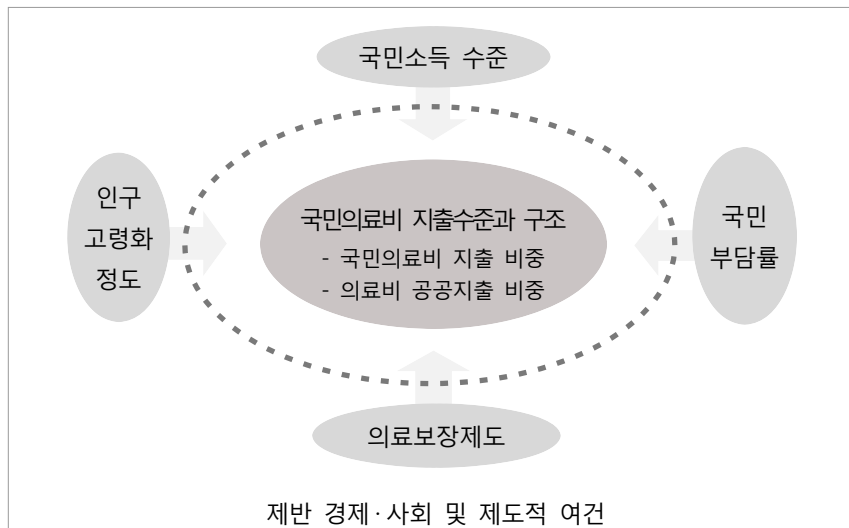 국민소득 수준
인구
고령화
정도
국민의료비 지출수준과 구조
- 국민의료비 지출 비중
- 의료비 공공지출 비중
국민
부담률
의료보장제도
제반 경제·사회 및 제도적 여건